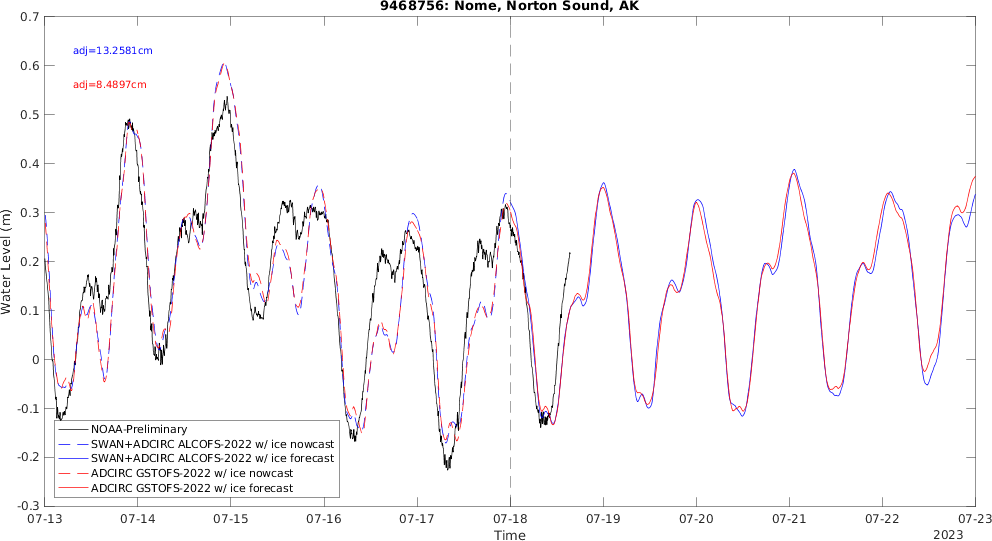 9468756: Nome, Norton Sound, AK
0.7
adj=13.2581cm
0.6
adj=8.4897cm
0.5
0.4
0.3
0.2
0.1
0
-0.1
-0.2
-0.3
Water Level (m)
NOAA-Preliminary
SWAN+ADCIRC ALCOFS-2022 w/ ice nowcast
SWAN+ADCIRC ALCOFS-2022 w/ ice forecast
ADCIRC GSTOFS-2022 w/ ice nowcast
ADCIRC GSTOFS-2022 w/ ice forecast
07-13 07-14 07-15 07-16 07-17 07-18 07-19 07-20 07-21 07-22 07-23
Time
2023